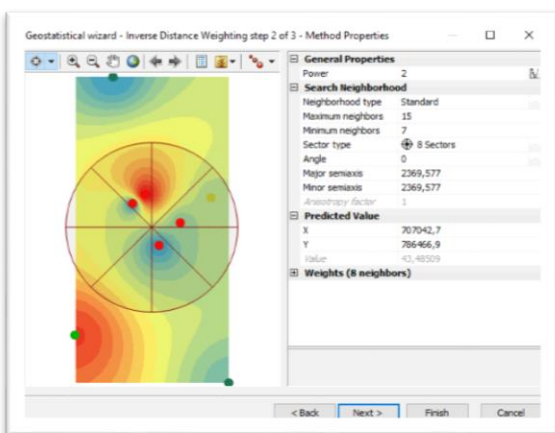 Geostatistical wizard - Inverse Distance Weighting step 2 of 3 - Method Properties
General Properties
Power 2
Search Neighborhood
Neighborhood type Standard
Maximum neighbors 15
Minimum neighbors 7
Sector type 8 Sectors
Angle 0
Major semiaxis 2369,577
Minor semiaxis 2369,577
Anisotropy factor 1
Predicted Value
X 707042,7
Y 786466,9
Value 43,48509
Weights (8 neighbors)
< Back Next > Finish Cancel